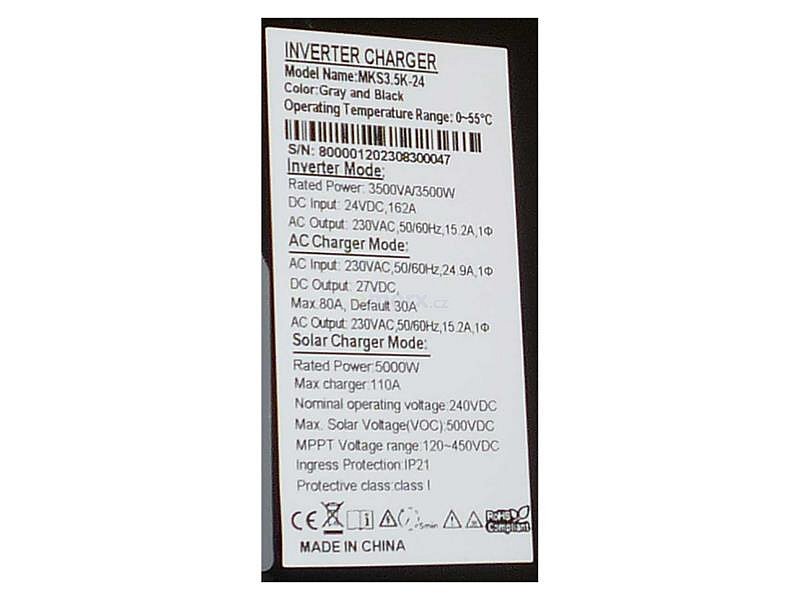 INVERTER CHARGER
Model Name:MKS3.5K-24
Color:Gray and Black
Operating Temperature Range: 0~55°C
S/N: 800001202308300047
Inverter Mode:
Rated Power: 3500VA/3500W
DC Input: 24VDC,162A
AC Output: 230VAC,50/60Hz,15.2A,1Φ
AC Charger Mode:
AC Input: 230VAC,50/60Hz,24.9A,1Φ
DC Output: 27VDC,
Max.80A, Default 30A
AC Output: 230VAC,50/60Hz,15.2A,1Φ
Solar Charger Mode:
Rated Power:5000W
Max charger:110A
Nominal operating voltage:240VDC
Max. Solar Voltage(VOC):500VDC
MPPT Voltage range:120~450VDC
Ingress Protection:IP21
Protective class:class I
CE 5min RoHS
Compliant
MADE IN CHINA